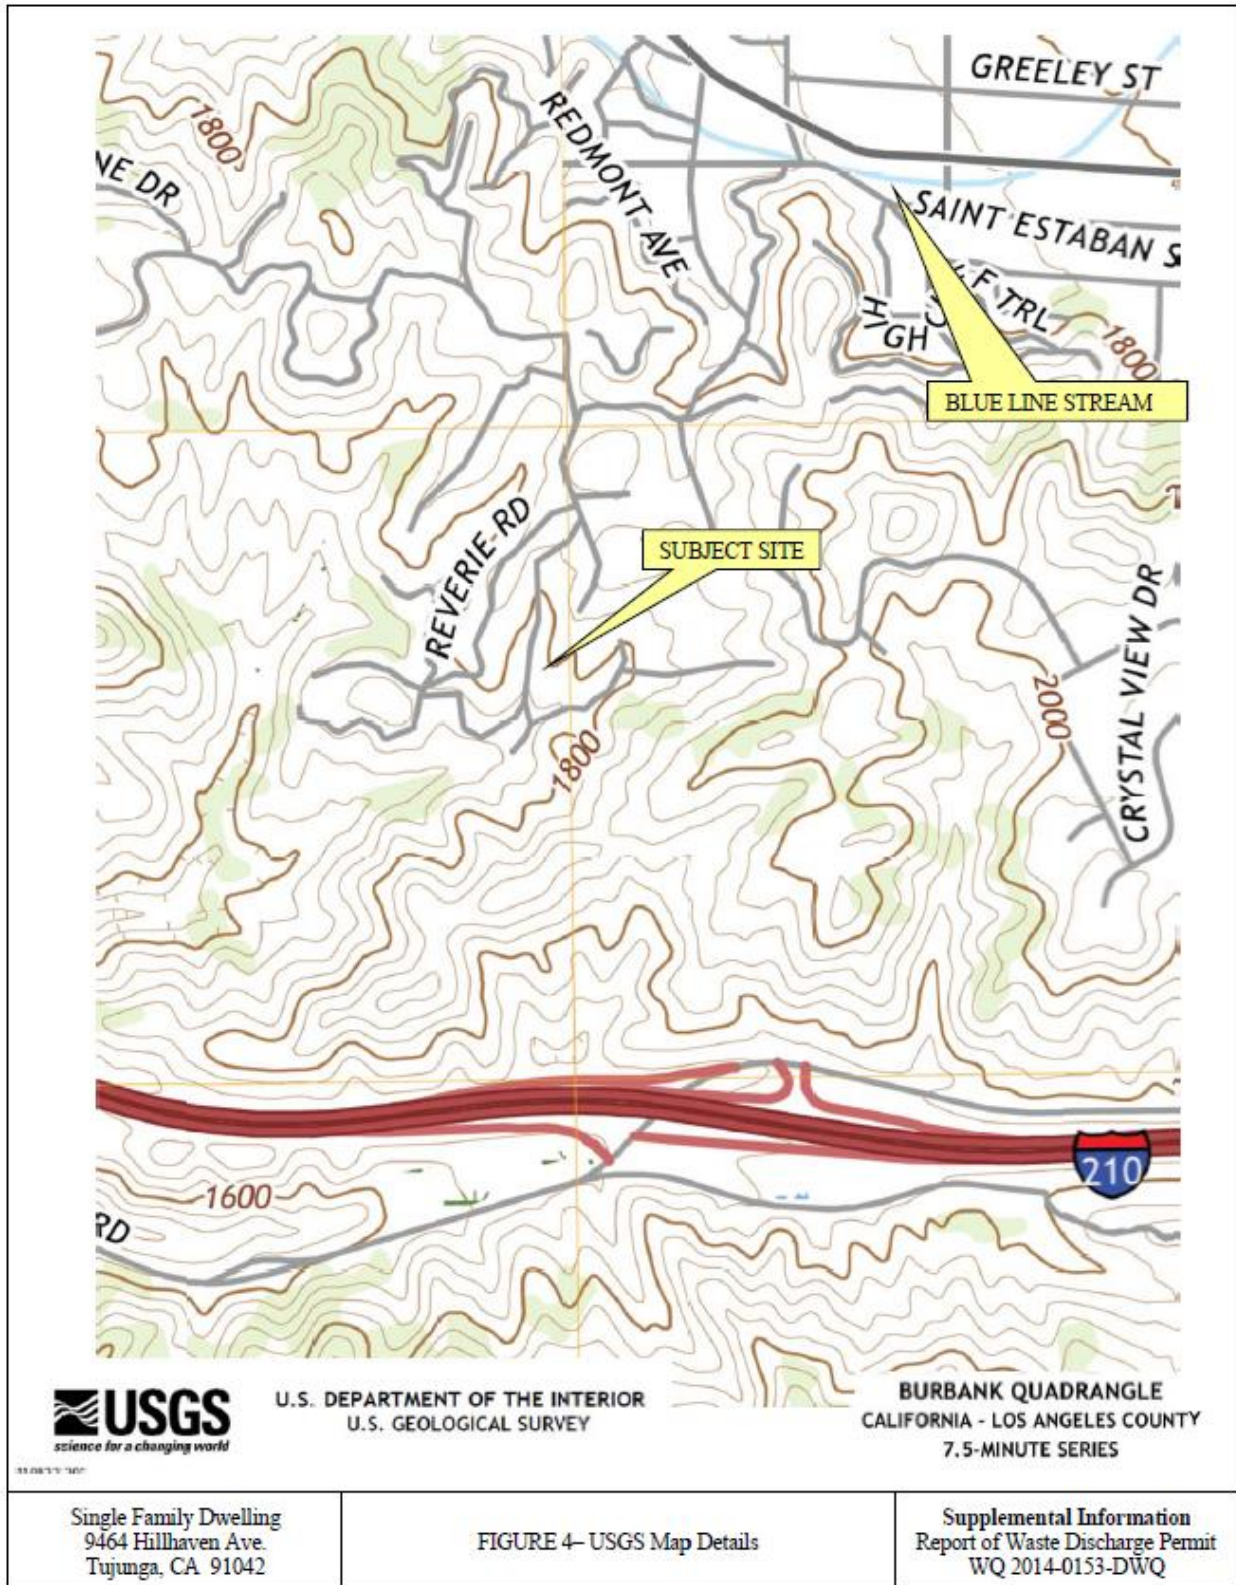 GREELEY ST
1800
REDMONT AVE
NE DR
SAINT ESTABAN S
F TRL
HIGH
1800
BLUE LINE STREAM
REVERIE RD
SUBJECT SITE
CRYSTAL VIEW DR
2000
1800
210
1600
RD
USGS
science for a changing world
U.S. DEPARTMENT OF THE INTERIOR
U.S. GEOLOGICAL SURVEY
BURBANK QUADRANGLE
CALIFORNIA - LOS ANGELES COUNTY
7.5-MINUTE SERIES
Single Family Dwelling
9464 Hillhaven Ave.
Tujunga, CA 91042
FIGURE 4– USGS Map Details
Supplemental Information
Report of Waste Discharge Permit
WQ 2014-0153-DWQ